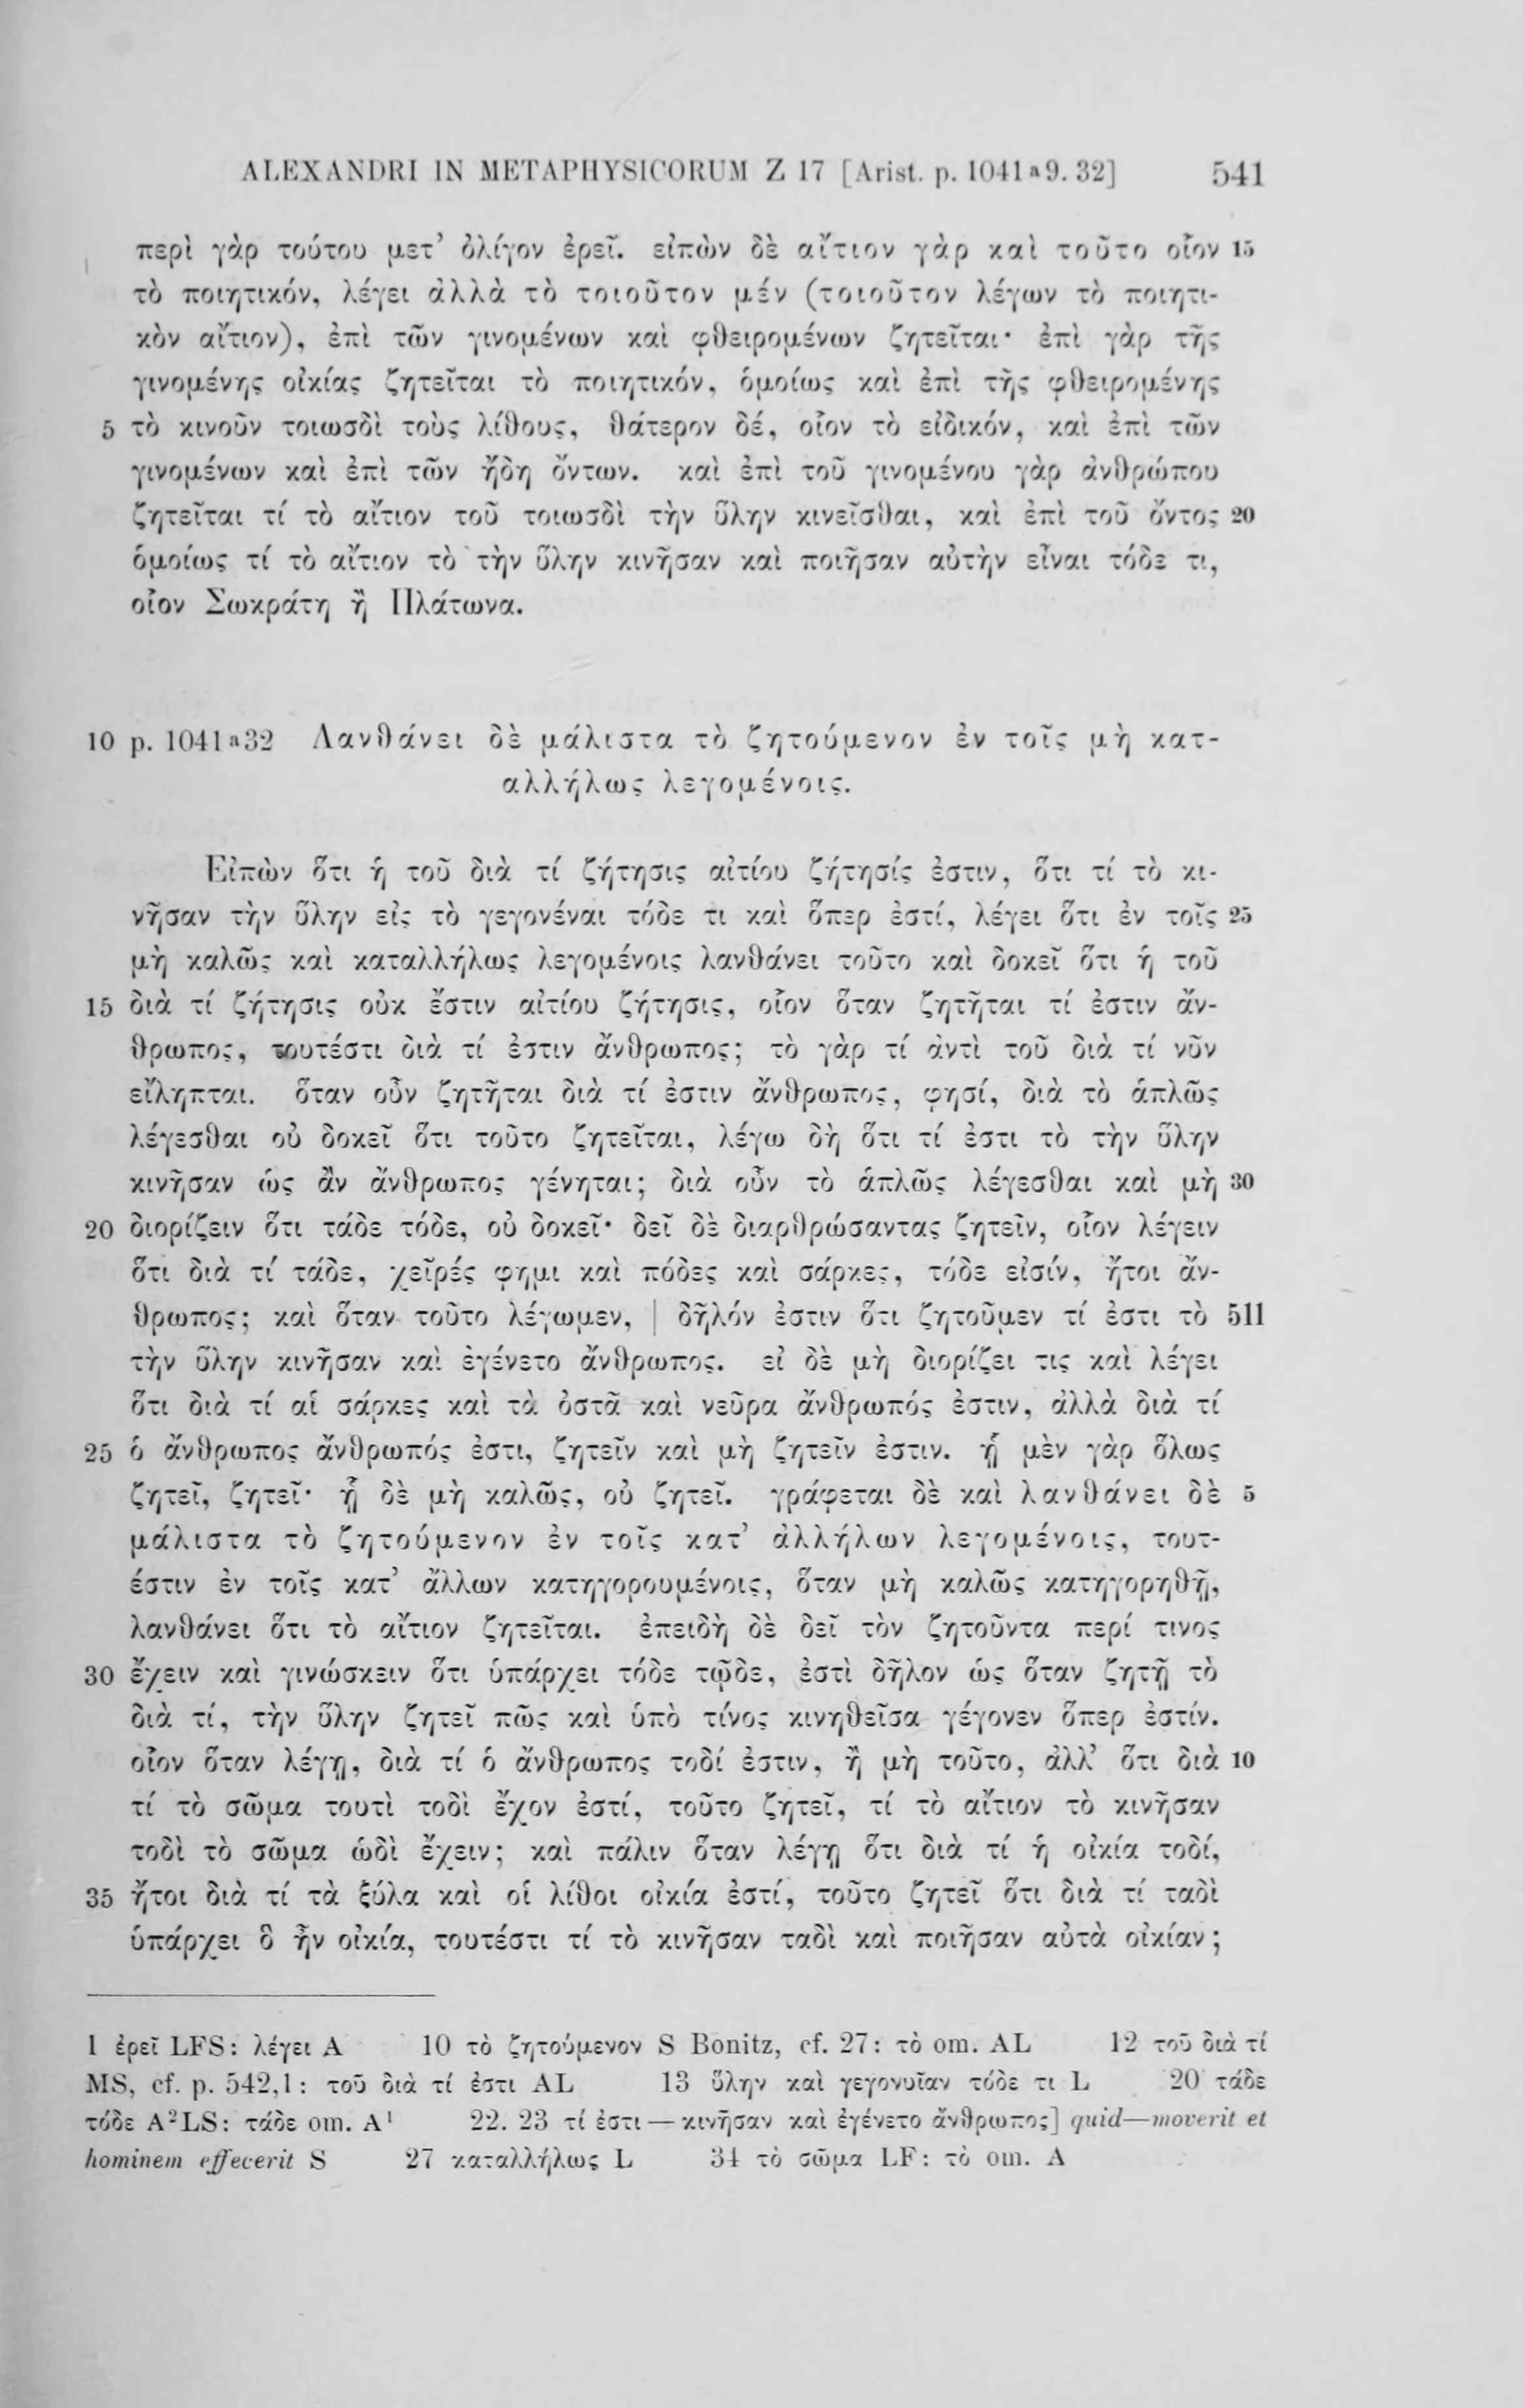 ALEXANDRI IN METAPHYSICORUM Z 17 [Arist. p. 1041a9. 32] 541
περὶ γὰρ τούτου μετ’ ὀλίγον ἐρεῖ. εἰπὼν δὲ αἴτιον γὰρ καὶ τοῦτο οἷον 15
τὸ ποιητικόν, λέγει ἀλλὰ τὸ τοιοῦτον μέν (τοιοῦτον λέγων τὸ ποιητι-
κὸν αἴτιον), ἐπὶ τῶν γινομένων καὶ φθειρομένων ζητεῖται· ἐπὶ γὰρ τῆς
γινομένης οἰκίας ζητεῖται τὸ ποιητικόν, ὁμοίως καὶ ἐπὶ τῆς φθειρομένης
5 τὸ κινοῦν τοιωσδὶ τοὺς λίθους, θάτερον δέ, οἷον τὸ εἰδικόν, καὶ ἐπὶ τῶν
γινομένων καὶ ἐπὶ τῶν ἤδη ὄντων. καὶ ἐπὶ τοῦ γινομένου γὰρ ἀνθρώπου
ζητεῖται τί τὸ αἴτιον τοῦ τοιωσδὶ τὴν ὕλην κινεῖσθαι, καὶ ἐπὶ τοῦ ὄντος 20
ὁμοίως τί τὸ αἴτιον τὸ τὴν ὕλην κινῆσαν καὶ ποιῆσαν αὐτὴν εἶναι τόδε τι,
οἷον Σωκράτη ἢ Πλάτωνα.
10 p. 1041a32 Λανθάνει δὲ μάλιστα τὸ ζητούμενον ἐν τοῖς μὴ κατ-
αλλήλως λεγομένοις.
Εἰπὼν ὅτι ἡ τοῦ διὰ τί ζήτησις αἰτίου ζήτησίς ἐστιν, ὅτι τί τὸ κι-
νῆσαν τὴν ὕλην εἰς τὸ γεγονέναι τόδε τι καὶ ὅπερ ἐστί, λέγει ὅτι ἐν τοῖς 25
μὴ καλῶς καὶ καταλλήλως λεγομένοις λανθάνει τοῦτο καὶ δοκεῖ ὅτι ἡ τοῦ
15 διὰ τί ζήτησις οὐκ ἔστιν αἰτίου ζήτησις, οἷον ὅταν ζητῆται τί ἐστιν ἄν-
θρωπος, τουτέστι διὰ τί ἐστιν ἄνθρωπος; τὸ γὰρ τί ἀντὶ τοῦ διὰ τί νῦν
εἴληπται. ὅταν οὖν ζητῆται διὰ τί ἐστιν ἄνθρωπος, φησί, διὰ τὸ ἁπλῶς
λέγεσθαι οὐ δοκεῖ ὅτι τοῦτο ζητεῖται, λέγω δὴ ὅτι τί ἐστι τὸ τὴν ὕλην
κινῆσαν ὡς ἂν ἄνθρωπος γένηται; διὰ οὖν τὸ ἁπλῶς λέγεσθαι καὶ μὴ 30
20 διορίζειν ὅτι τάδε τόδε, οὐ δοκεῖ· δεῖ δὲ διαρθρώσαντας ζητεῖν, οἷον λέγειν
ὅτι διὰ τί τάδε, χεῖρές φημι καὶ πόδες καὶ σάρκες, τόδε εἰσίν, ἤτοι ἄν-
θρωπος; καὶ ὅταν τοῦτο λέγωμεν, | δῆλόν ἐστιν ὅτι ζητοῦμεν τί ἐστι τὸ 511
τὴν ὕλην κινῆσαν καὶ ἐγένετο ἄνθρωπος. εἰ δὲ μὴ διορίζει τις καὶ λέγει
ὅτι διὰ τί αἱ σάρκες καὶ τὰ ὀστᾶ καὶ νεῦρα ἄνθρωπός ἐστιν, ἀλλὰ διὰ τί
25 ὁ ἄνθρωπος ἄνθρωπός ἐστι, ζητεῖν καὶ μὴ ζητεῖν ἐστιν. ᾗ μὲν γὰρ ὅλως
ζητεῖ, ζητεῖ· ᾗ δὲ μὴ καλῶς, οὐ ζητεῖ. γράφεται δὲ καὶ λανθάνει δὲ 5
μάλιστα τὸ ζητούμενον ἐν τοῖς κατ’ ἀλλήλων λεγομένοις, τουτ-
έστιν ἐν τοῖς κατ’ ἄλλων κατηγορουμένοις, ὅταν μὴ καλῶς κατηγορηθῇ,
λανθάνει ὅτι τὸ αἴτιον ζητεῖται. ἐπειδὴ δὲ δεῖ τὸν ζητοῦντα περί τινος
30 ἔχειν καὶ γινώσκειν ὅτι ὑπάρχει τόδε τῷδε, ἐστὶ δῆλον ὡς ὅταν ζητῇ τὸ
διὰ τί, τὴν ὕλην ζητεῖ πῶς καὶ ὑπὸ τίνος κινηθεῖσα γέγονεν ὅπερ ἐστίν.
οἷον ὅταν λέγῃ, διὰ τί ὁ ἄνθρωπος τοδί ἐστιν, ἢ μὴ τοῦτο, ἀλλ’ ὅτι διὰ 10
τί τὸ σῶμα τουτὶ τοδὶ ἔχον ἐστί, τοῦτο ζητεῖ, τί τὸ αἴτιον τὸ κινῆσαν
τοδὶ τὸ σῶμα ὡδὶ ἔχειν; καὶ πάλιν ὅταν λέγῃ ὅτι διὰ τί ἡ οἰκία τοδί,
35 ἤτοι διὰ τί τὰ ξύλα καὶ οἱ λίθοι οἰκία ἐστί, τοῦτο ζητεῖ ὅτι διὰ τί ταδὶ
ὑπάρχει ὃ ἦν οἰκία, τουτέστι τί τὸ κινῆσαν ταδὶ καὶ ποιῆσαν αὐτὰ οἰκίαν;
1 ἐρεῖ LFS: λέγει A 10 τὸ ζητούμενον S Bonitz, cf. 27: τὸ om. AL 12 τοῦ διὰ τί
MS, cf. p. 542,1: τοῦ διὰ τί ἐστι AL 13 ὕλην καὶ γεγονυῖαν τόδε τι L 20 τάδε
τόδε A²LS: τάδε om. A¹ 22. 23 τί ἐστι — κινῆσαν καὶ ἐγένετο ἄνθρωπος] quid—moverit et
hominem effecerit S 27 καταλλήλως L 34 τὸ σῶμα LF: τὸ om. A